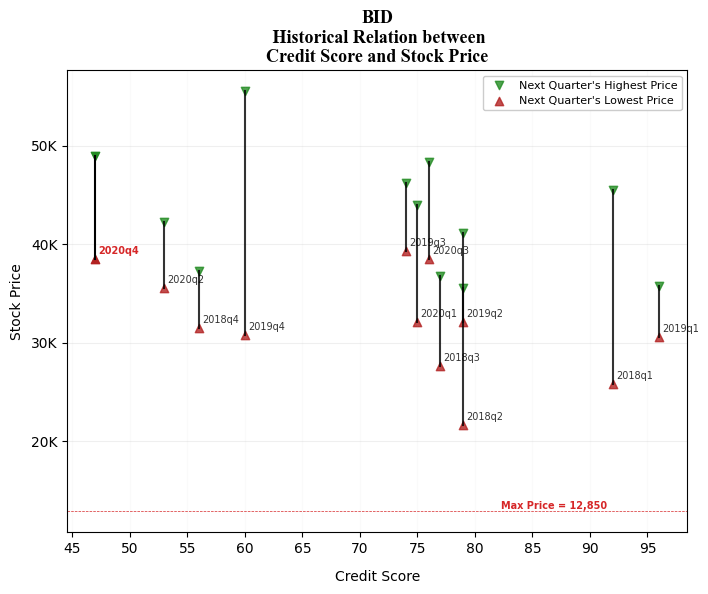 BID
Historical Relation between
Credit Score and Stock Price
Next Quarter's Highest Price
Next Quarter's Lowest Price
50K
40K
30K
20K
Stock Price
2020q4
2020q2
2018q4
2019q4
2019q3
2020q3
2020q1
2019q2
2018q3
2018q2
2018q1
2019q1
Max Price = 12,850
45 50 55 60 65 70 75 80 85 90 95
Credit Score